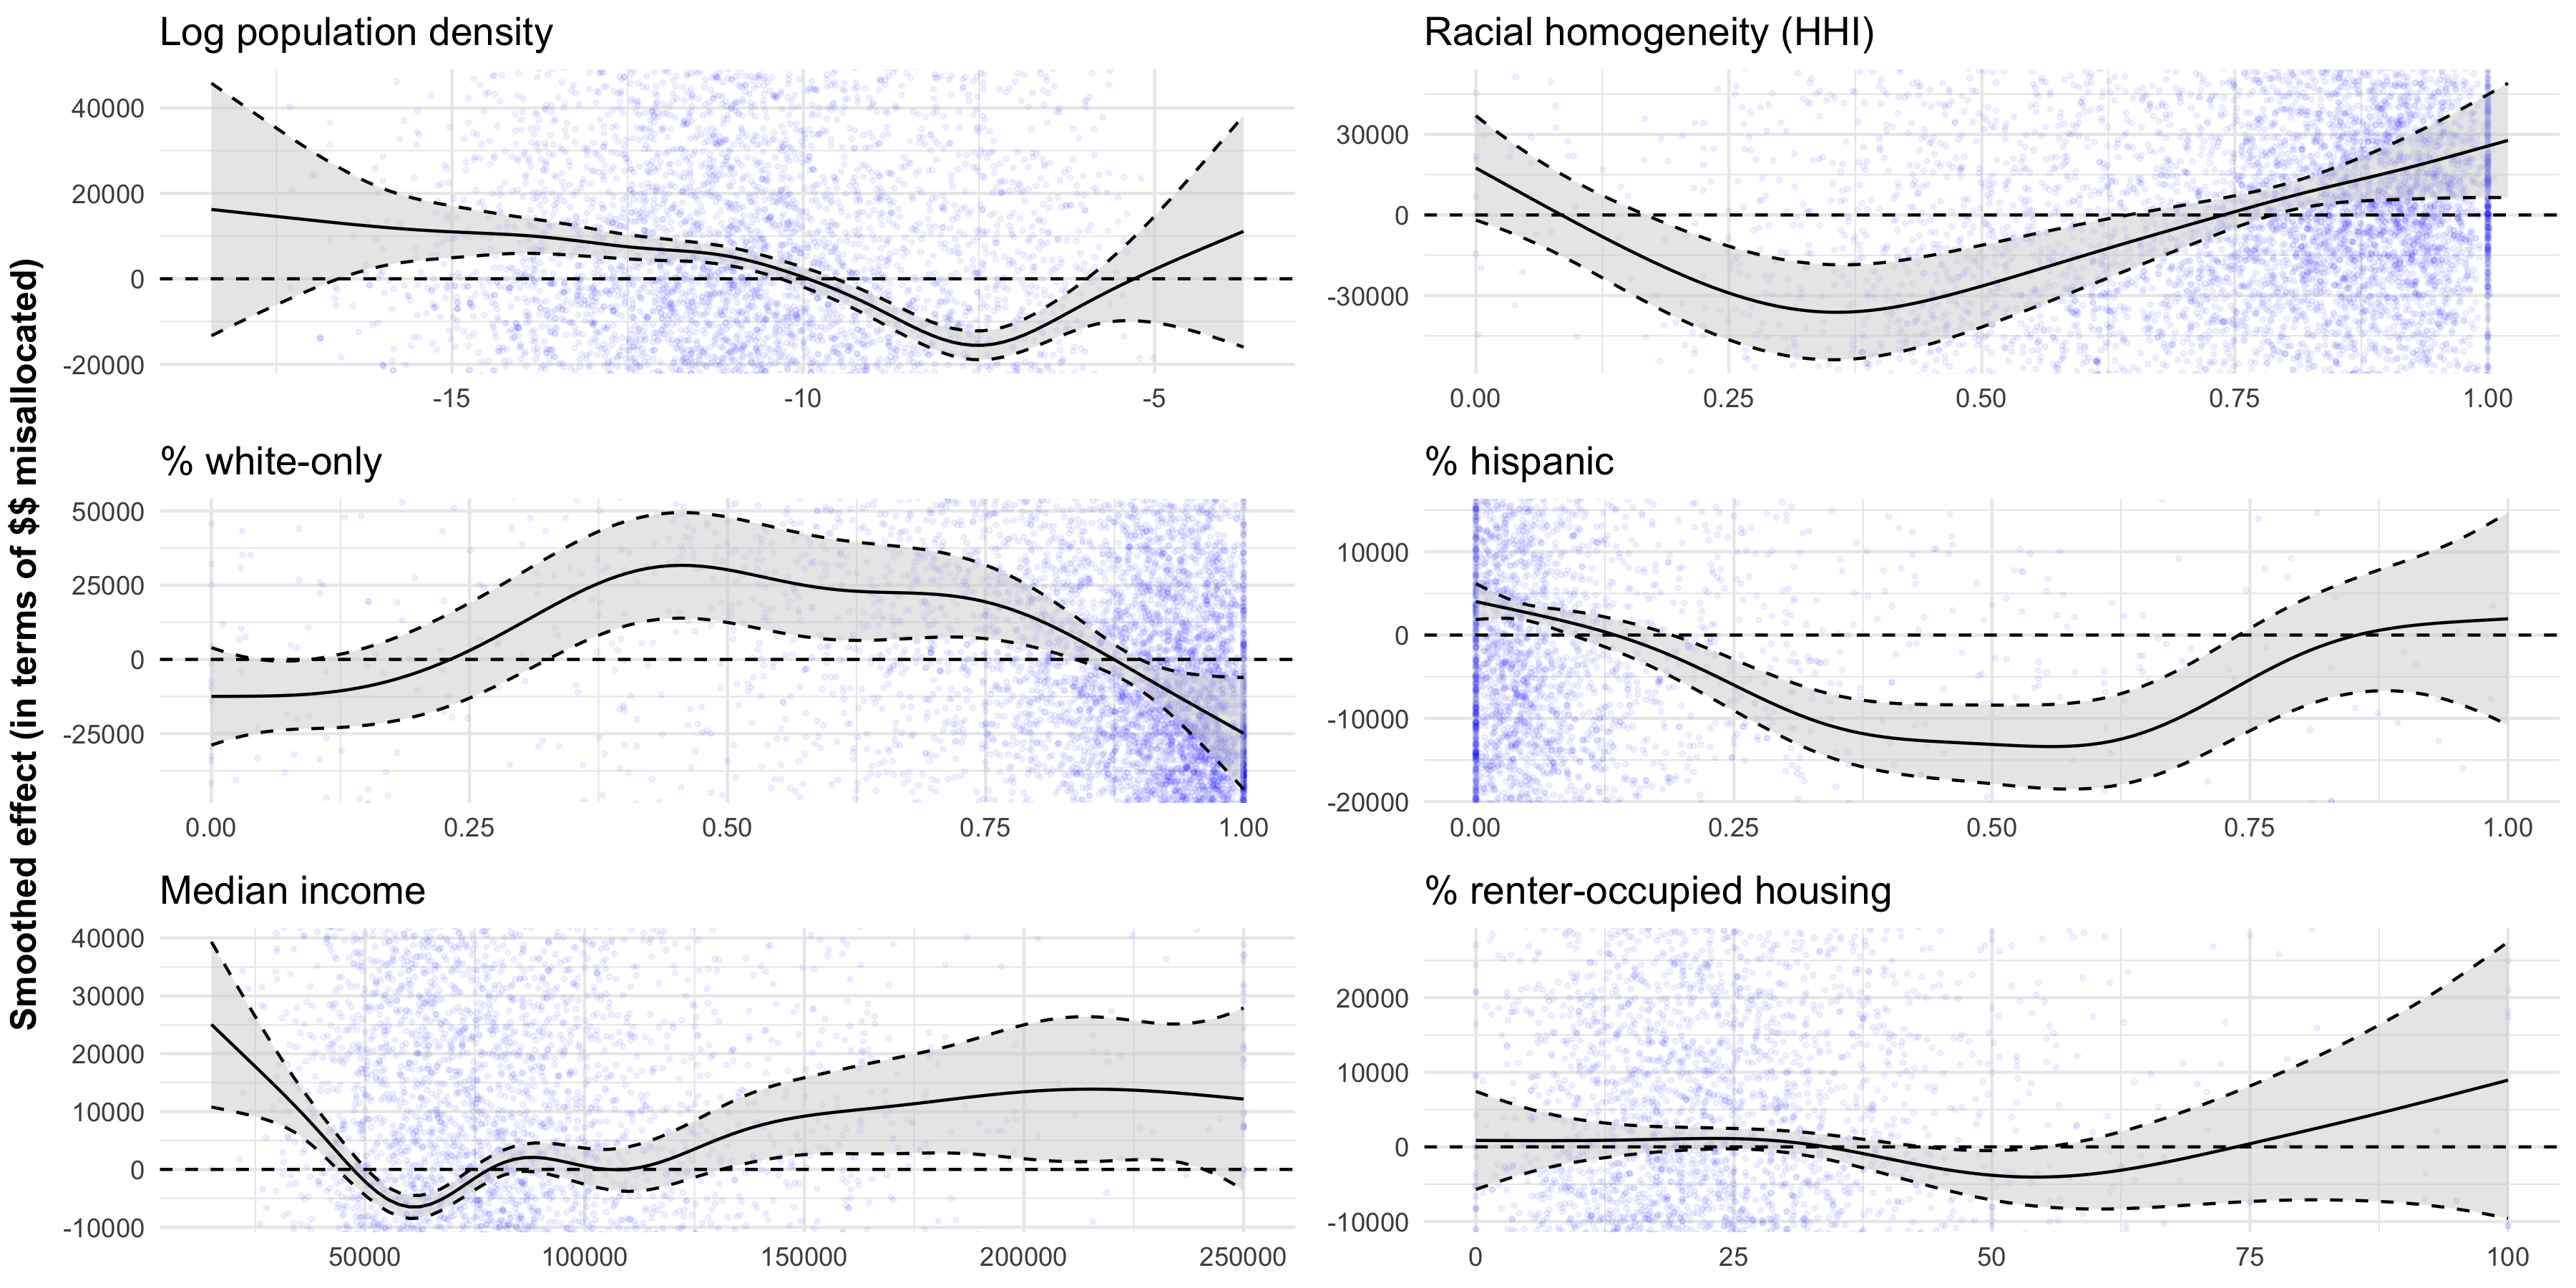 Smoothed effect (in terms of $$ misallocated)
Log population density
40000
20000
0
-20000
-15 -10 -5
Racial homogeneity (HHI)
30000
0
-30000
0.00 0.25 0.50 0.75 1.00
% white-only
50000
25000
0
-25000
0.00 0.25 0.50 0.75 1.00
% hispanic
10000
0
-10000
-20000
0.00 0.25 0.50 0.75 1.00
Median income
40000
30000
20000
10000
0
-10000
50000 100000 150000 200000 250000
% renter-occupied housing
20000
10000
0
-10000
0 25 50 75 100